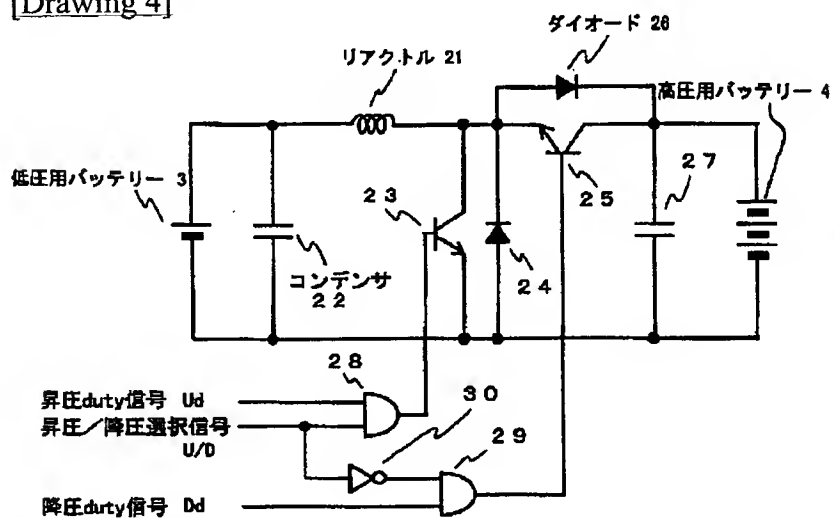 [Drawing 4]
ダイオード 26
リアクトル 21
高圧用バッテリー 4
低圧用バッテリー 3
23
25
27
コンデンサ
22
24
28
昇圧duty信号 Ud
昇圧／降圧選択信号
U/D
30
29
降圧duty信号 Dd